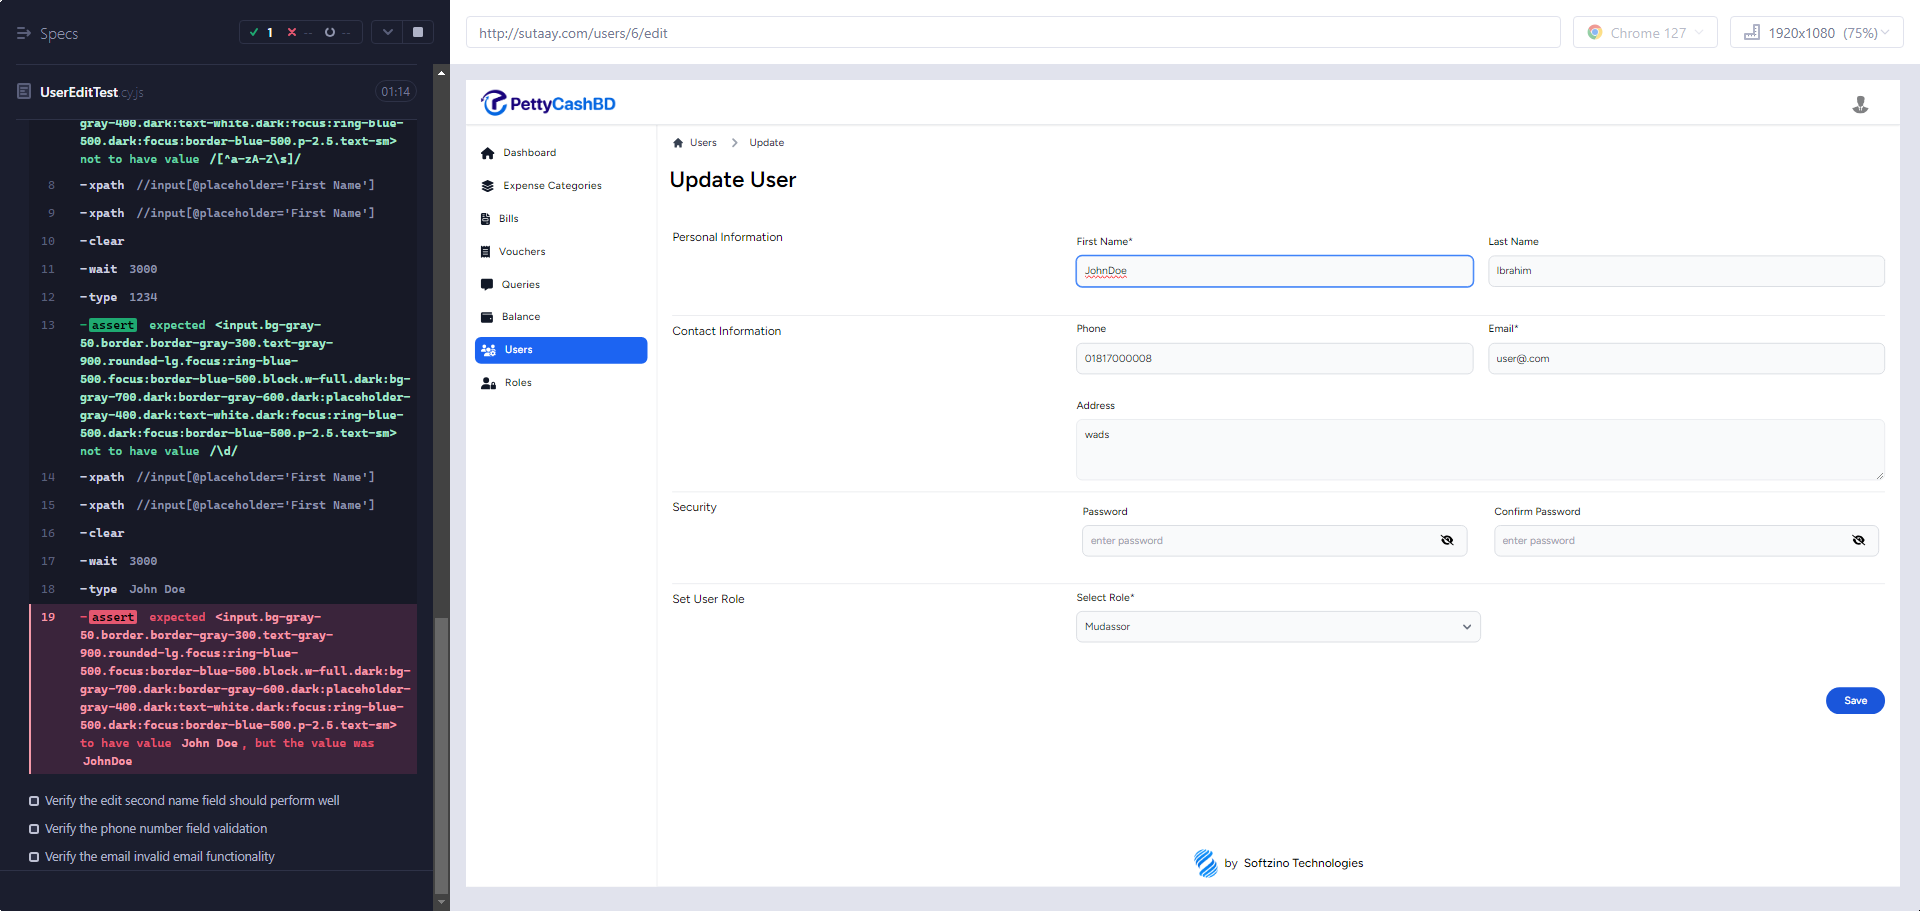 Specs
1 -- --
UserEditTest.cy.js
01:14
gray-400.dark:text-white.dark:focus:ring-blue-
500.dark:focus:border-blue-500.p-2.5.text-sm>
not to have value /[^a-zA-Z\s]/
8 -xpath //input[@placeholder='First Name']
9 -xpath //input[@placeholder='First Name']
10 -clear
11 -wait 3000
12 -type 1234
13 -assert expected <input.bg-gray-
50.border.border-gray-300.text-gray-
900.rounded-lg.focus:ring-blue-
500.focus:border-blue-500.block.w-full.dark:bg-
gray-700.dark:border-gray-600.dark:placeholder-
gray-400.dark:text-white.dark:focus:ring-blue-
500.dark:focus:border-blue-500.p-2.5.text-sm>
not to have value /\d/
14 -xpath //input[@placeholder='First Name']
15 -xpath //input[@placeholder='First Name']
16 -clear
17 -wait 3000
18 -type John Doe
19 -assert expected <input.bg-gray-
50.border.border-gray-300.text-gray-
900.rounded-lg.focus:ring-blue-
500.focus:border-blue-500.block.w-full.dark:bg-
gray-700.dark:border-gray-600.dark:placeholder-
gray-400.dark:text-white.dark:focus:ring-blue-
500.dark:focus:border-blue-500.p-2.5.text-sm>
to have value John Doe, but the value was
JohnDoe
Verify the edit second name field should perform well
Verify the phone number field validation
Verify the email invalid email functionality
http://sutaay.com/users/6/edit
Chrome 127
1920x1080 (75%)
PettyCashBD
Dashboard
Expense Categories
Bills
Vouchers
Queries
Balance
Users
Roles
Users > Update
Update User
Personal Information
First Name*
JohnDoe
Last Name
Ibrahim
Contact Information
Phone
01817000008
Email*
user@.com
Address
wads
Security
Password
enter password
Confirm Password
enter password
Set User Role
Select Role*
Mudassor
Save
by Softzino Technologies